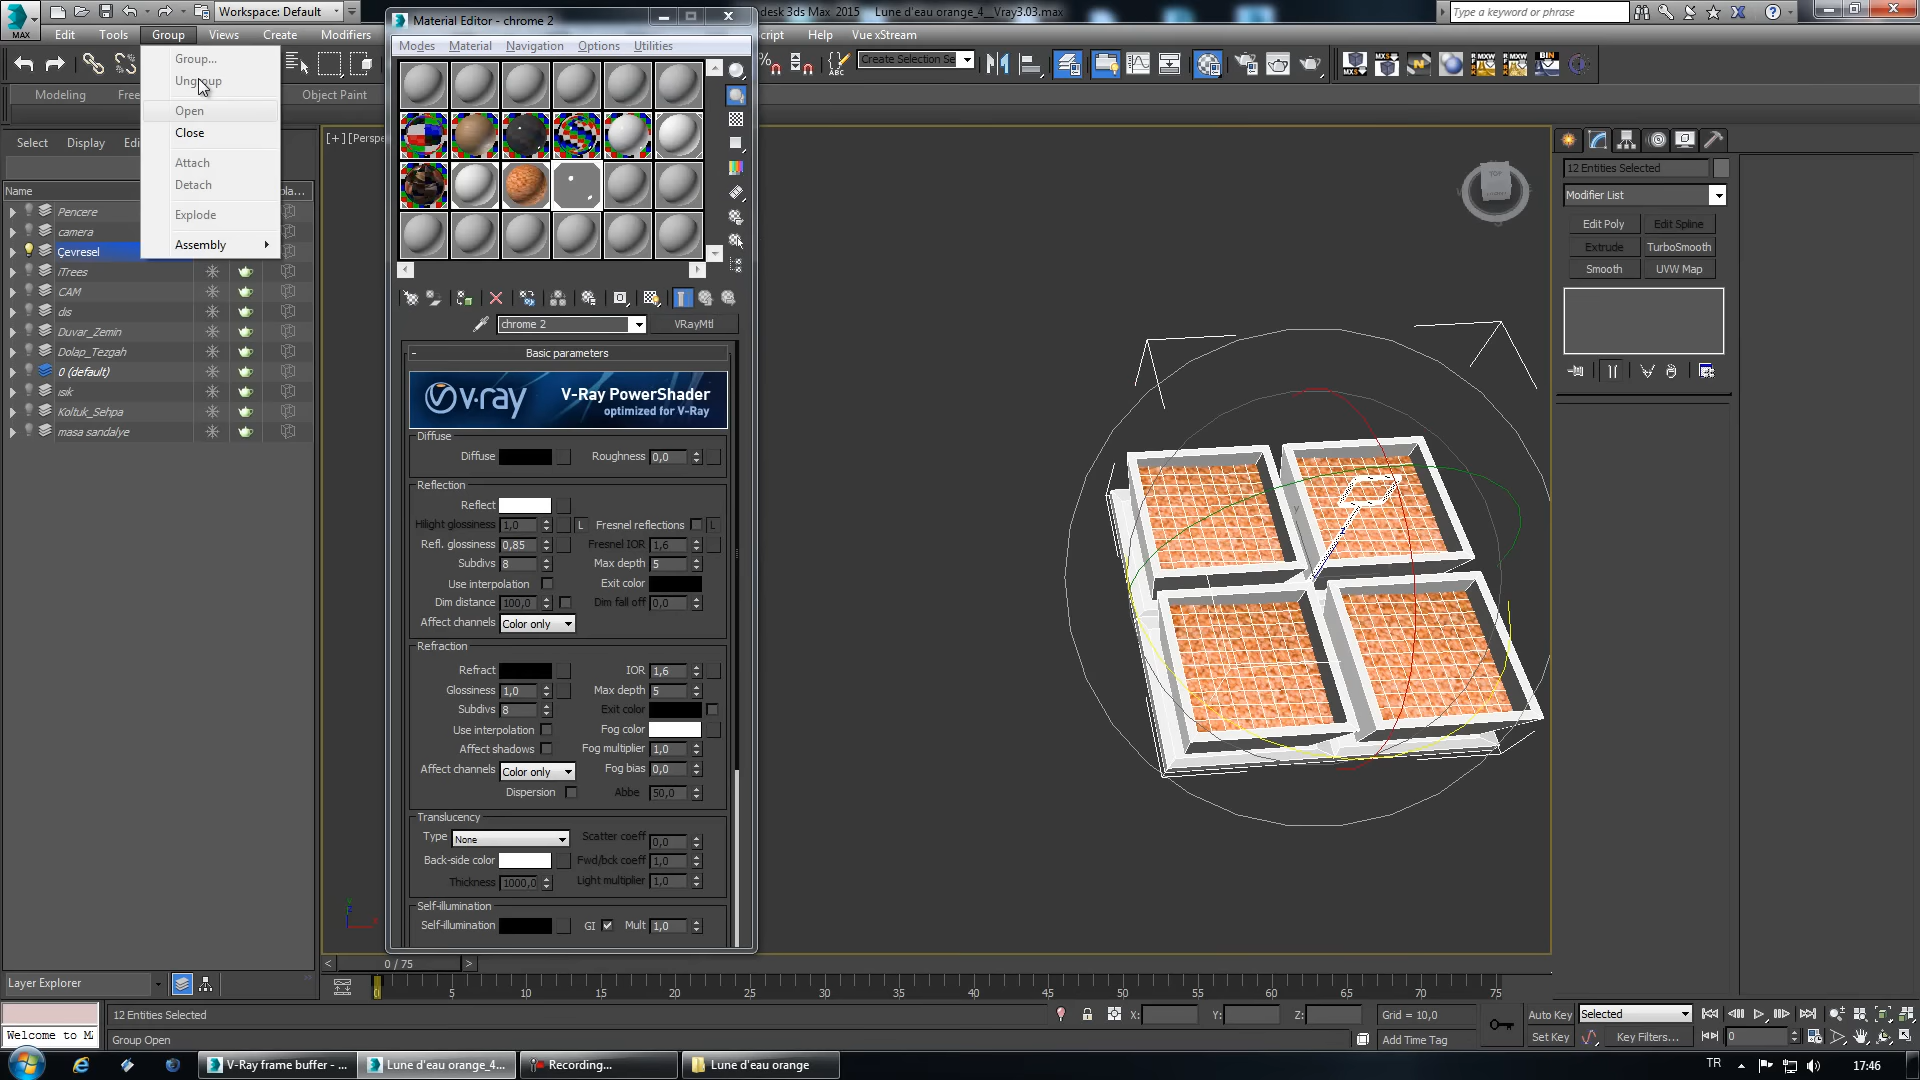 MAX
Workspace: Default
Material Editor - chrome 2
desk 3ds Max 2015
Lune d'eau orange_4__Vray3.03.max
Type a keyword or phrase
Edit
Tools
Group
Views
Create
Modifiers
Modes
Material
Navigation
Options
Utilities
cript
Help
Vue xStream
Group...
Ungroup
Open
Close
Attach
Detach
Explode
Assembly
Create Selection Se
Modeling
Free
Object Paint
Select
Display
Edi
[+][Perspe
Name
pla...
Pencere
camera
Çevresel
iTrees
CAM
dis
Duvar_Zemin
Dolap_Tezgah
0 (default)
ısık
Koltuk_Sehpa
masa sandalye
chrome 2
VRayMtl
Basic parameters
v·ray
V-Ray PowerShader
optimized for V-Ray
Diffuse
Diffuse
Roughness 0,0
Reflection
Reflect
Hilight glossiness 1,0
L
Fresnel reflections
L
Refl. glossiness 0,85
Fresnel IOR 1,6
Subdivs 8
Max depth 5
Use interpolation
Exit color
Dim distance 100,0
Dim fall off 0,0
Affect channels Color only
Refraction
Refract
IOR 1,6
Glossiness 1,0
Max depth 5
Subdivs 8
Exit color
Use interpolation
Fog color
Affect shadows
Fog multiplier 1,0
Affect channels Color only
Fog bias 0,0
Dispersion
Abbe 50,0
Translucency
Type None
Scatter coeff 0,0
Back-side color
Fwd/bck coeff 1,0
Thickness 1000,0
Light multiplier 1,0
Self-illumination
Self-illumination
GI
Mult 1,0
TOP
12 Entities Selected
Modifier List
Edit Poly
Edit Spline
Extrude
TurboSmooth
Smooth
UVW Map
0 / 75
Layer Explorer
5 10 15 20 25 30 35 40 45 50 55 60 65 70 75
12 Entities Selected
X:
Y:
Z:
Grid = 10,0
Auto Key
Selected
Welcome to M
Group Open
Add Time Tag
Set Key
Key Filters...
0
V-Ray frame buffer - ...
Lune d'eau orange_4...
Recording...
Lune d'eau orange
TR
17:46